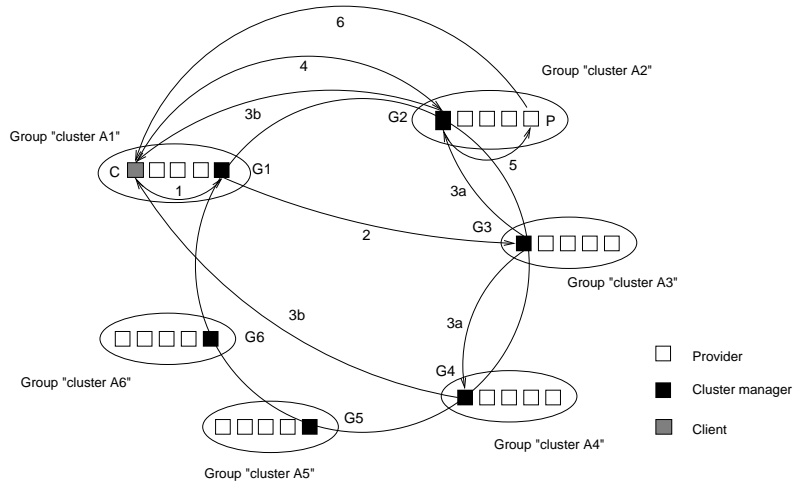 6
Group "cluster A2"
4
3b
G2
P
Group "cluster A1"
C
G1
1
5
3a
G3
2
Group "cluster A3"
3b
3a
G6
G4
Provider
Group "cluster A6"
Cluster manager
G5
Client
Group "cluster A4"
Group "cluster A5"